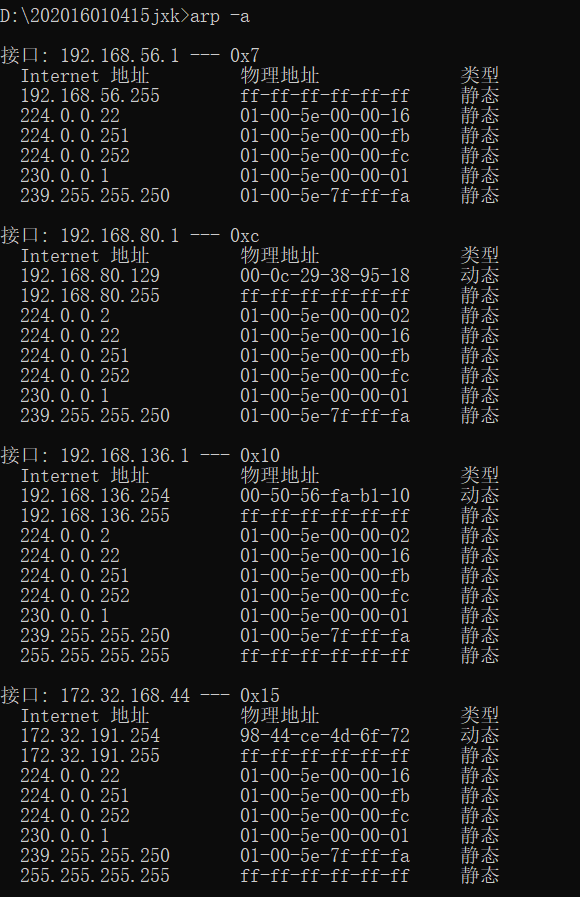 D:\202016010415jxk>arp -a
接口: 192.168.56.1 --- 0x7
Internet 地址 物理地址 类型
192.168.56.255 ff-ff-ff-ff-ff-ff 静态
224.0.0.22 01-00-5e-00-00-16 静态
224.0.0.251 01-00-5e-00-00-fb 静态
224.0.0.252 01-00-5e-00-00-fc 静态
230.0.0.1 01-00-5e-00-00-01 静态
239.255.255.250 01-00-5e-7f-ff-fa 静态
接口: 192.168.80.1 --- 0xc
Internet 地址 物理地址 类型
192.168.80.129 00-0c-29-38-95-18 动态
192.168.80.255 ff-ff-ff-ff-ff-ff 静态
224.0.0.2 01-00-5e-00-00-02 静态
224.0.0.22 01-00-5e-00-00-16 静态
224.0.0.251 01-00-5e-00-00-fb 静态
224.0.0.252 01-00-5e-00-00-fc 静态
230.0.0.1 01-00-5e-00-00-01 静态
239.255.255.250 01-00-5e-7f-ff-fa 静态
接口: 192.168.136.1 --- 0x10
Internet 地址 物理地址 类型
192.168.136.254 00-50-56-fa-b1-10 动态
192.168.136.255 ff-ff-ff-ff-ff-ff 静态
224.0.0.2 01-00-5e-00-00-02 静态
224.0.0.22 01-00-5e-00-00-16 静态
224.0.0.251 01-00-5e-00-00-fb 静态
224.0.0.252 01-00-5e-00-00-fc 静态
230.0.0.1 01-00-5e-00-00-01 静态
239.255.255.250 01-00-5e-7f-ff-fa 静态
255.255.255.255 ff-ff-ff-ff-ff-ff 静态
接口: 172.32.168.44 --- 0x15
Internet 地址 物理地址 类型
172.32.191.254 98-44-ce-4d-6f-72 动态
172.32.191.255 ff-ff-ff-ff-ff-ff 静态
224.0.0.22 01-00-5e-00-00-16 静态
224.0.0.251 01-00-5e-00-00-fb 静态
224.0.0.252 01-00-5e-00-00-fc 静态
230.0.0.1 01-00-5e-00-00-01 静态
239.255.255.250 01-00-5e-7f-ff-fa 静态
255.255.255.255 ff-ff-ff-ff-ff-ff 静态